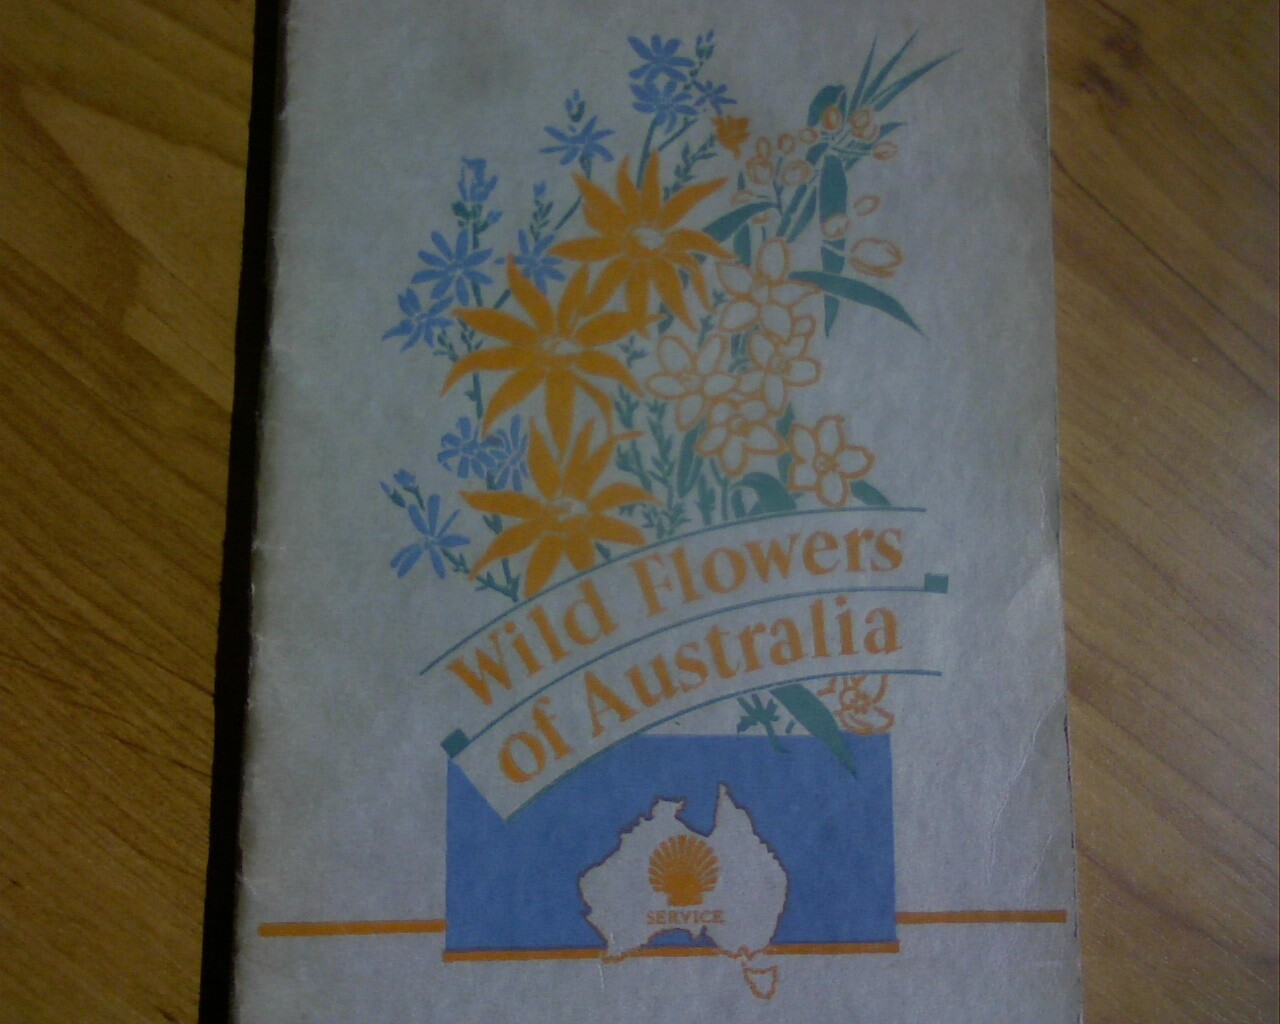 Wild Flowers
of Australia
SERVICE